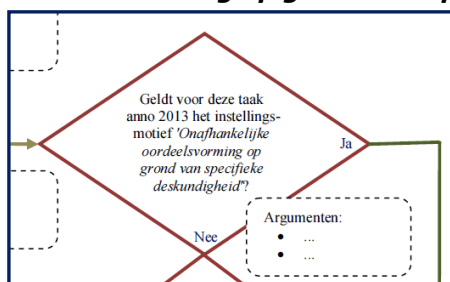 Geldt voor deze taak
anno 2013 het instellings-
motief 'Onafhankelijke
oordeelsvorming op
grond van specifieke
deskundigheid'?
Ja
Nee
Argumenten:
• ...
• ...